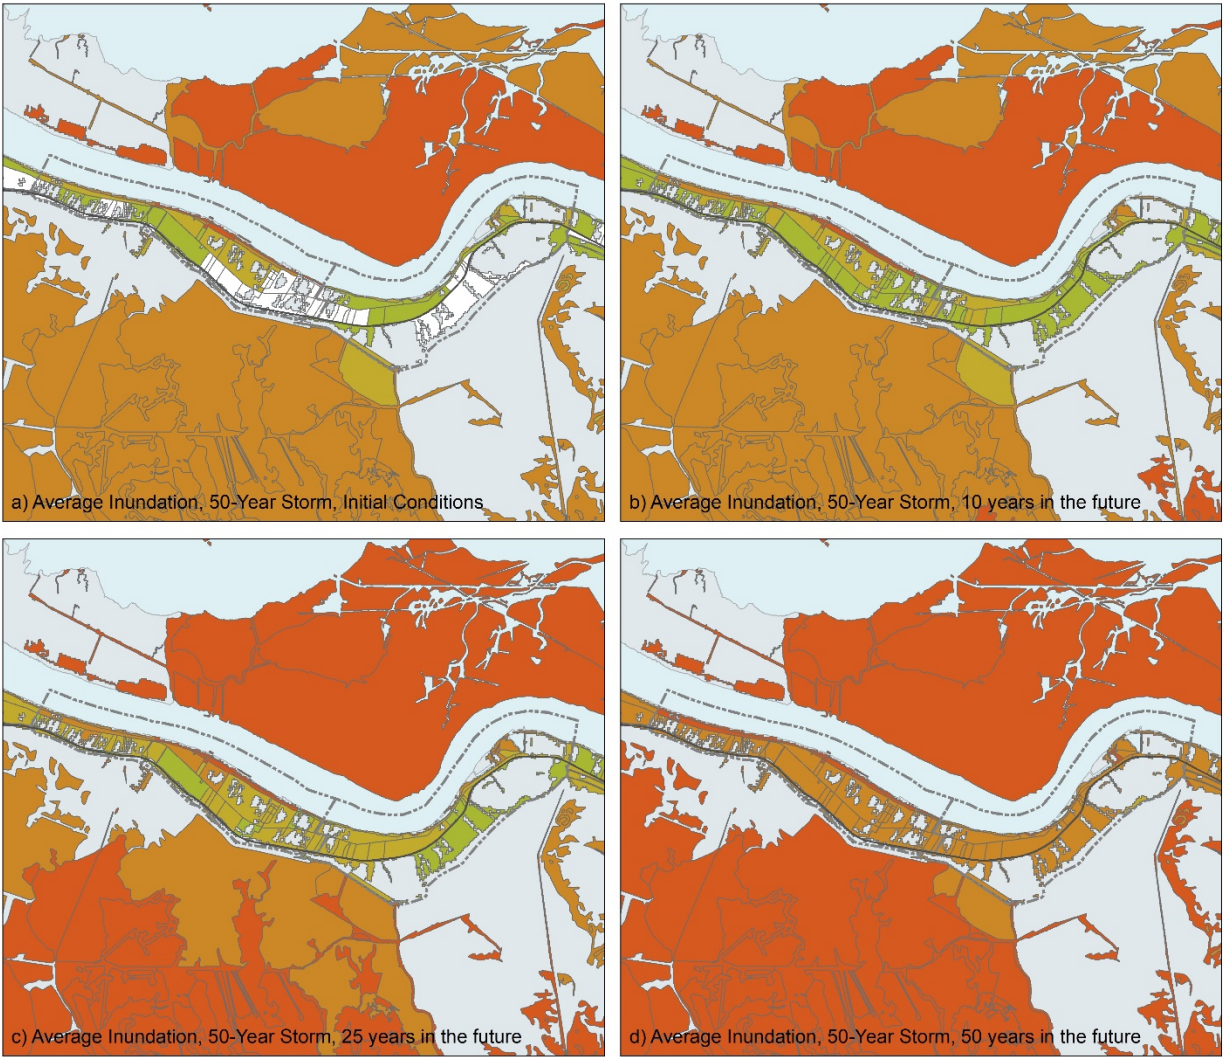 a) Average Inundation, 50-Year Storm, Initial Conditions
b) Average Inundation, 50-Year Storm, 10 years in the future
c) Average Inundation, 50-Year Storm, 25 years in the future
d) Average Inundation, 50-Year Storm, 50 years in the future